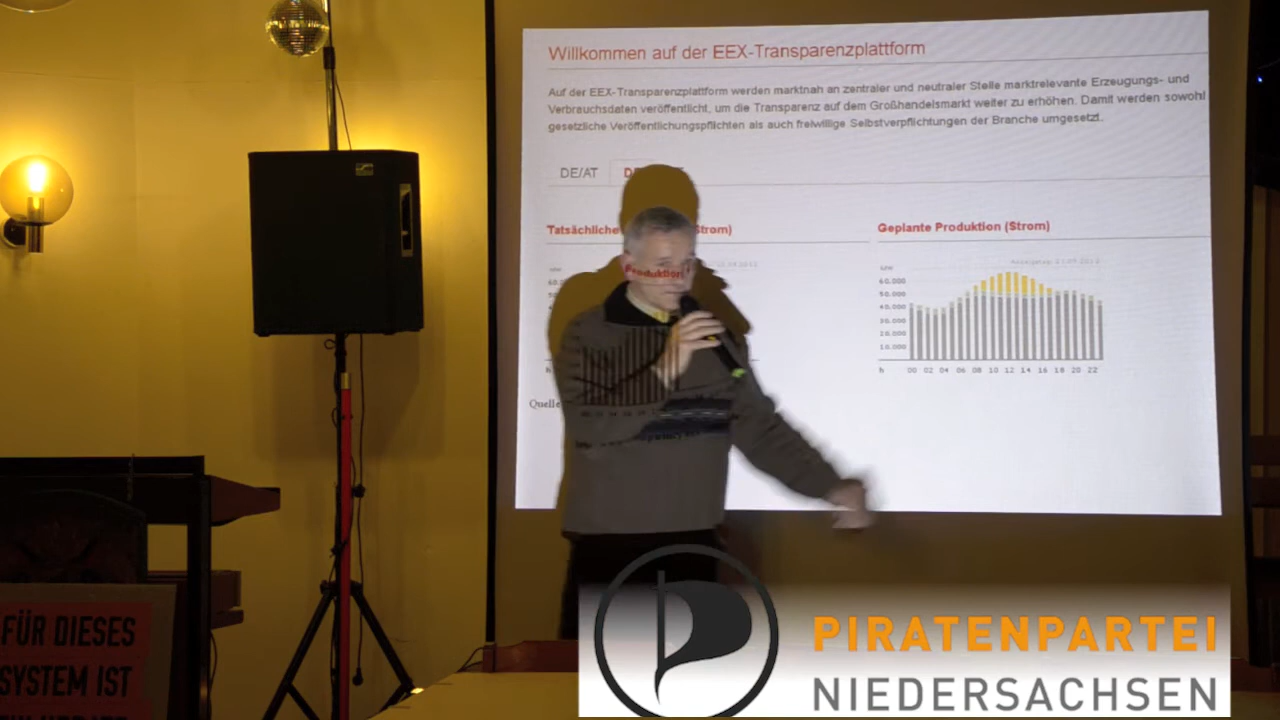 Willkommen auf der EEX-Transparenzplattform
Auf der EEX-Transparenzplattform werden marktnah an zentraler und neutraler Stelle marktrelevante Erzeugungs- und
Verbrauchsdaten veröffentlicht, um die Transparenz auf dem Großhandelsmarkt weiter zu erhöhen. Damit werden sowohl
gesetzliche Veröffentlichungspflichten als auch freiwillige Selbstverpflichtungen der Branche umgesetzt.
DE/AT
Tatsächliche
Produktion
Strom)
Geplante Produktion (Strom)
60.000
50.000
40.000
30.000
20.000
10.000
h 00 02 04 06 08 10 12 14 16 18 20 22
Quelle
FÜR DIESES
SYSTEM IST
PIRATENPARTEI
NIEDERSACHSEN